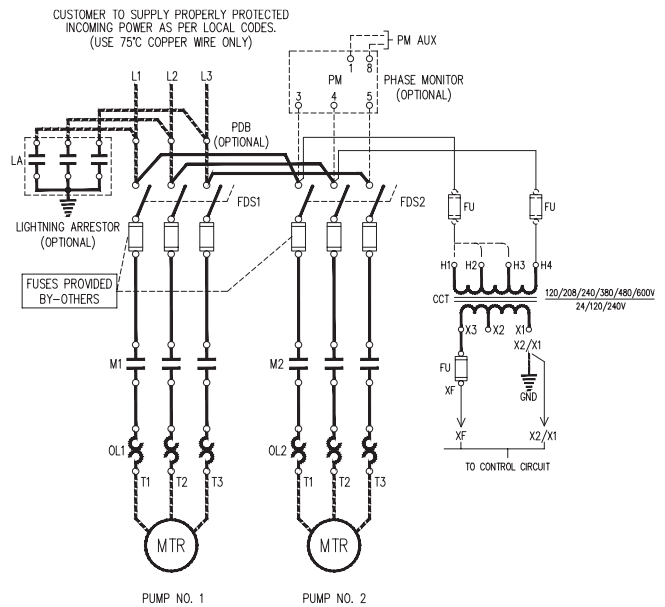 CUSTOMER TO SUPPLY PROPERLY PROTECTED
INCOMING POWER AS PER LOCAL CODES.
(USE 75°C COPPER WIRE ONLY)
PM AUX
1 8
PM
PHASE MONITOR
(OPTIONAL)
3 4 5
L1 L2 L3
PDB
(OPTIONAL)
LA
LIGHTNING ARRESTOR
(OPTIONAL)
FDS1
FDS2
FU FU
FUSES PROVIDED
BY-OTHERS
H1 H2 H3 H4
CCT
120/208/240/380/480/600V
24/120/240V
X3 X2 X1
X2/X1
FU
XF
GND
M1
M2
XF
X2/X1
TO CONTROL CIRCUIT
OL1
OL2
T1 T2 T3
T1 T2 T3
MTR
MTR
PUMP NO. 1
PUMP NO. 2